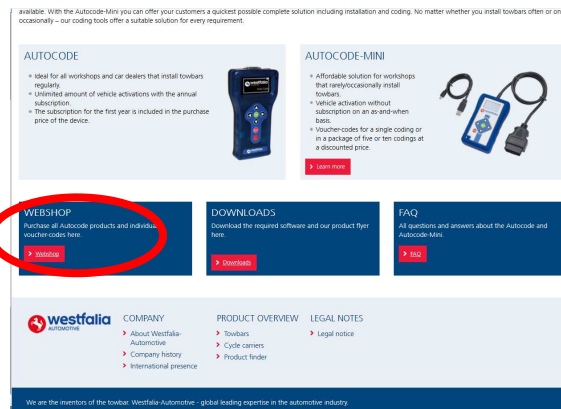 available. With the Autocode-Mini you can offer your customers a quickest possible complete solution including installation and coding. No matter whether you install towbars often or on
occasionally – our coding tools offer a suitable solution for every requirement.
AUTOCODE
Ideal for all workshops and car dealers that install towbars
regularly.
Unlimited amount of vehicle activations with the annual
subscription.
The subscription for the first year is included in the purchase
price of the device.
AUTOCODE-MINI
Affordable solution for workshops
that rarely/occasionally install
towbars.
Vehicle activation without
subscription on an as-and-when
basis.
Voucher-codes for a single coding or
in a package of five or ten codings at
a discounted price.
Learn more
WEBSHOP
Purchase all Autocode products and individual
voucher-codes here.
Webshop
DOWNLOADS
Download the required software and our product flyer
here.
Downloads
FAQ
All questions and answers about the Autocode and
Autocode-Mini.
FAQ
westfalia
AUTOMOTIVE
COMPANY
About Westfalia-
Automotive
Company history
International presence
PRODUCT OVERVIEW
Towbars
Cycle carriers
Product finder
LEGAL NOTES
Legal notice
We are the inventors of the towbar. Westfalia-Automotive - global leading expertise in the automotive industry.